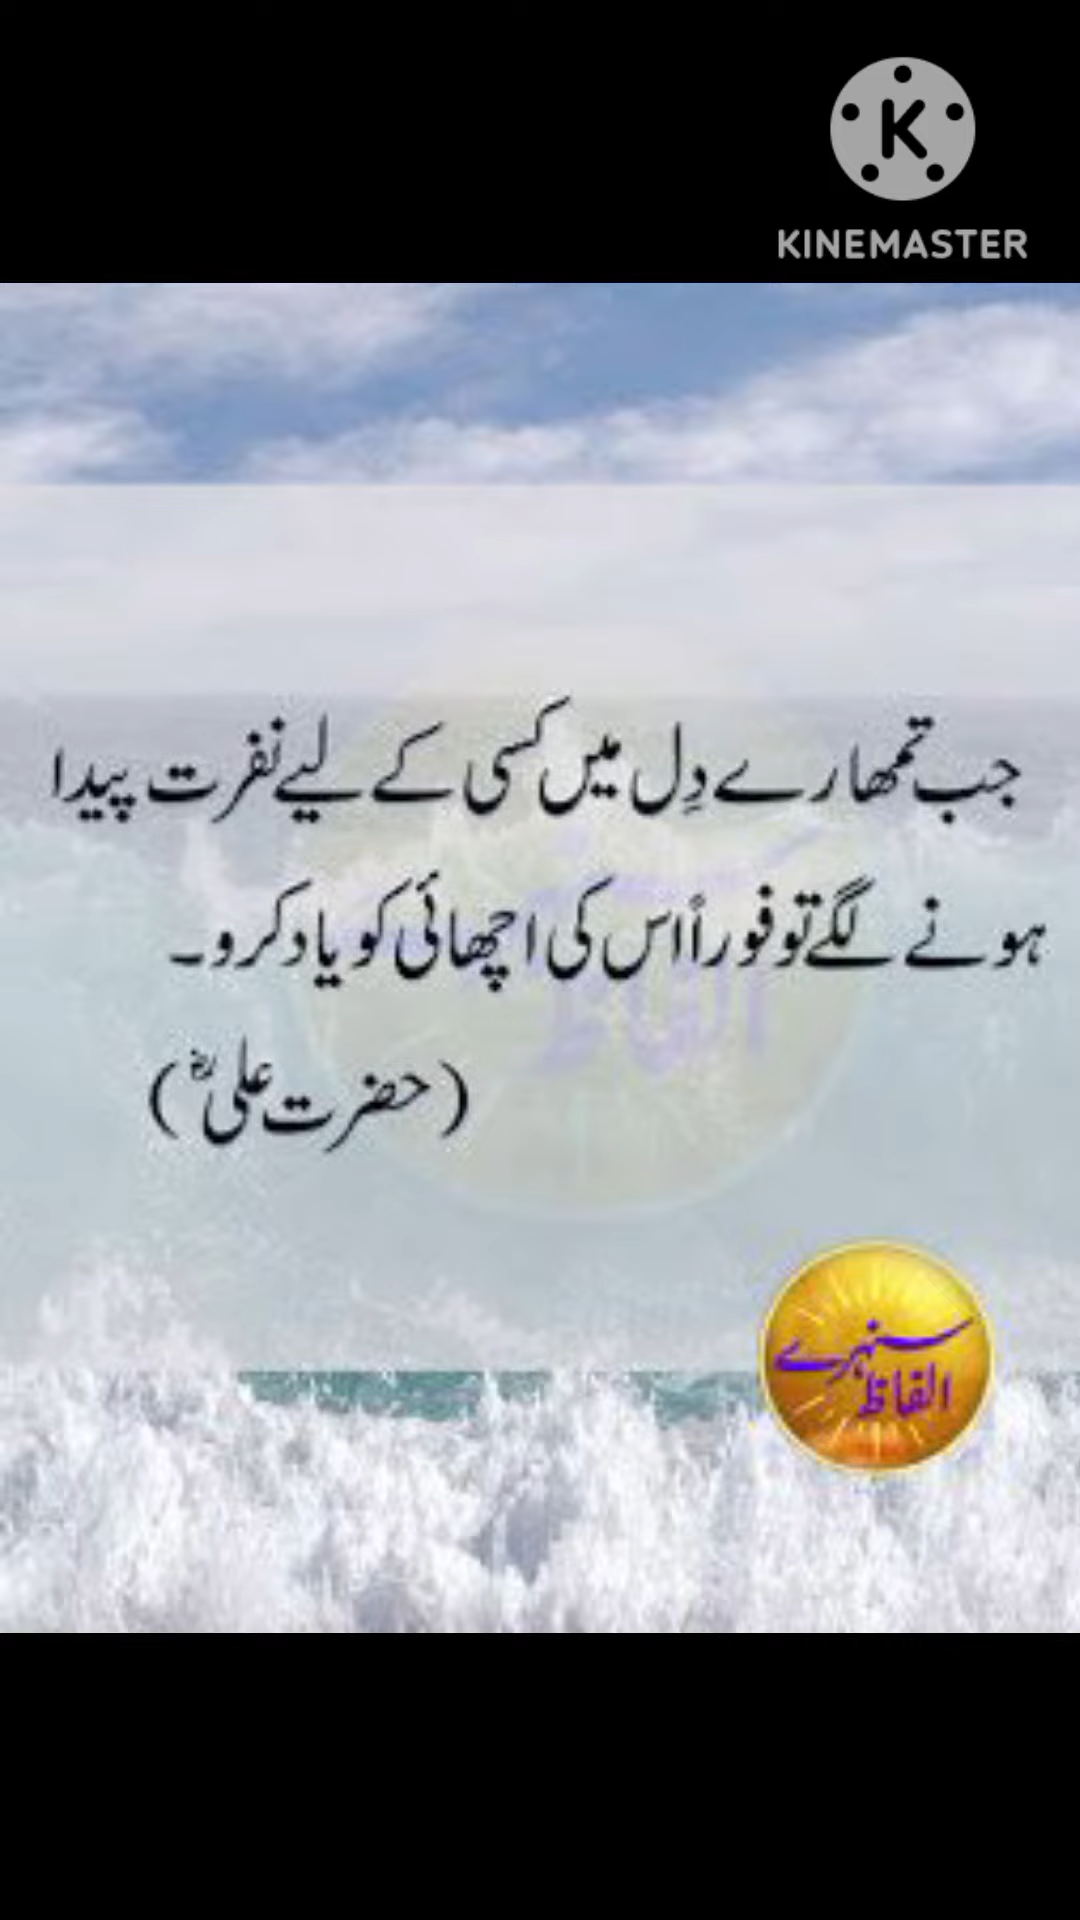 KINEMASTER
جب تمھارے دِل میں کسی کے لیے نفرت پیدا
ہونے لگے تو فوراً اس کی اچھائی کو یاد کرو۔
(حضرت علیؓ)
سنہرے
الفاظ